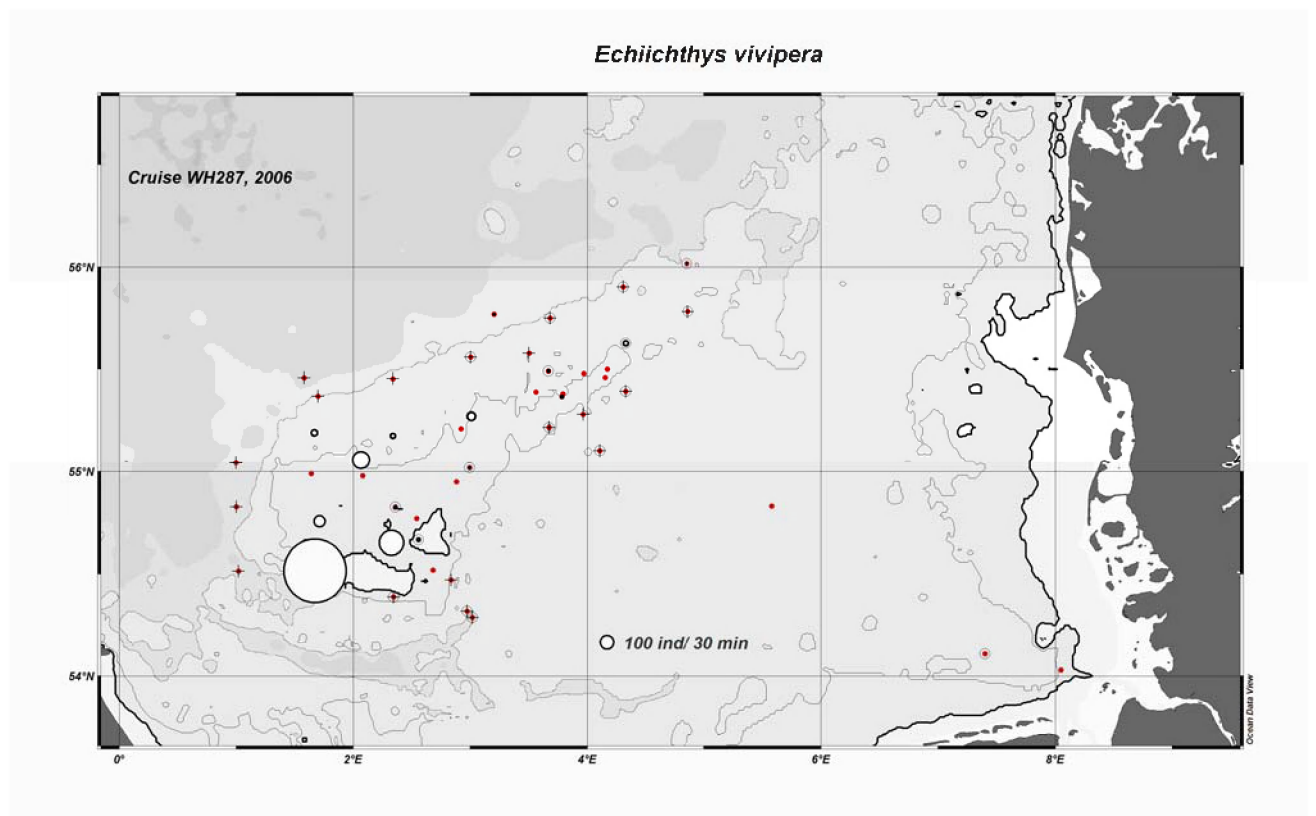 Echiichthys vivipera
Cruise WH287, 2006
56°N
55°N
100 ind/ 30 min
54°N
Ocean Data View
0°
2°E
4°E
6°E
8°E